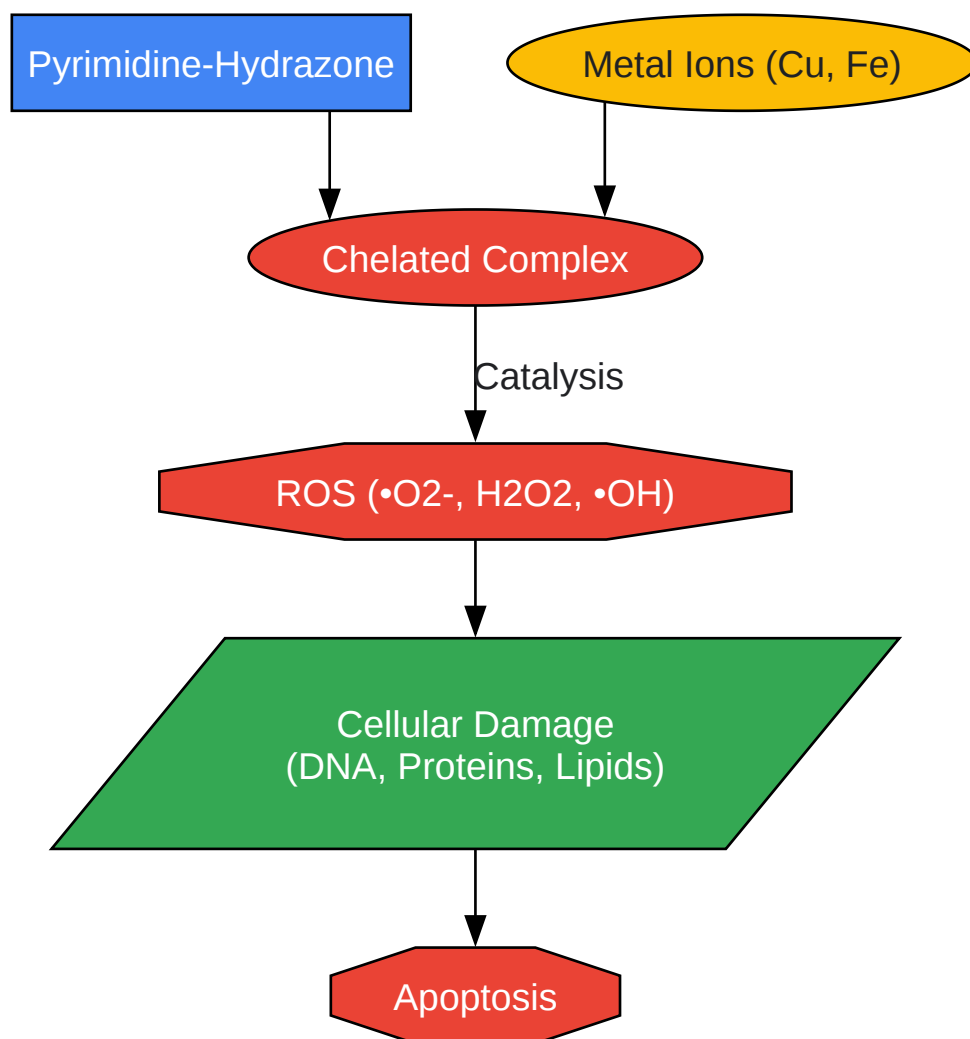 Pyrimidine-Hydrazone
Metal Ions (Cu, Fe)
Chelated Complex
Catalysis
ROS (•O2-, H2O2, •OH)
Cellular Damage
(DNA, Proteins, Lipids)
Apoptosis